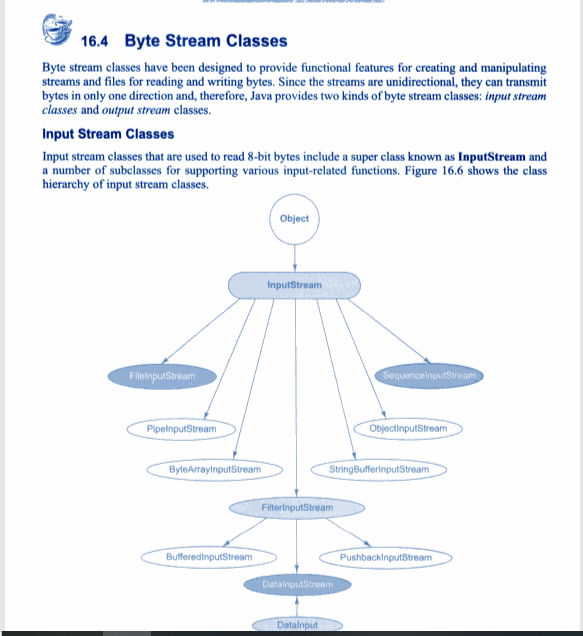 16.4 Byte Stream Classes
Byte stream classes have been designed to provide functional features for creating and manipulating
streams and files for reading and writing bytes. Since the streams are unidirectional, they can transmit
bytes in only one direction and, therefore, Java provides two kinds of byte stream classes: input stream
classes and output stream classes.
Input Stream Classes
Input stream classes that are used to read 8-bit bytes include a super class known as InputStream and
a number of subclasses for supporting various input-related functions. Figure 16.6 shows the class
hierarchy of input stream classes.
Object
InputStream
FileInputStream
SequenceInputStream
PipeInputStream
ObjectInputStream
ByteArrayInputStream
StringBufferInputStream
FilterInputStream
BufferedInputStream
PushbackInputStream
DataInputStream
DataInput